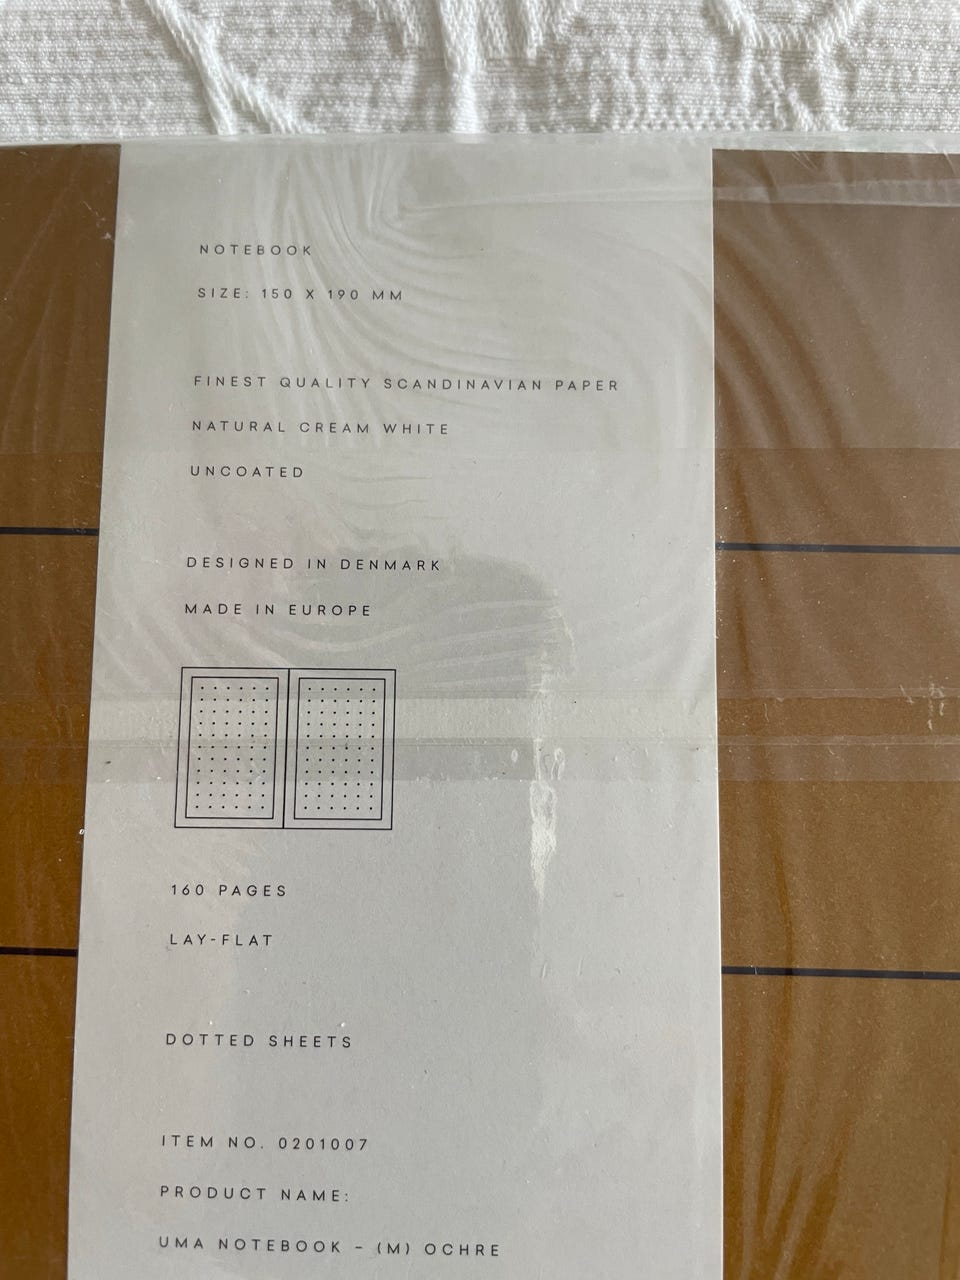 NOTEBOOK
SIZE: 150 X 190 MM
FINEST QUALITY SCANDINAVIAN PAPER
NATURAL CREAM WHITE
UNCOATED
DESIGNED IN DENMARK
MADE IN EUROPE
160 PAGES
LAY-FLAT
DOTTED SHEETS
ITEM NO. 0201007
PRODUCT NAME:
UMA NOTEBOOK - (M) OCHRE